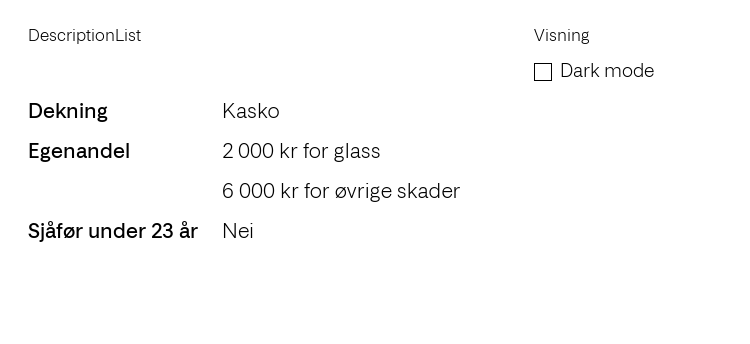 DescriptionList
Visning
Dark mode
Dekning Kasko
Egenandel 2 000 kr for glass
6 000 kr for øvrige skader
Sjåfør under 23 år Nei